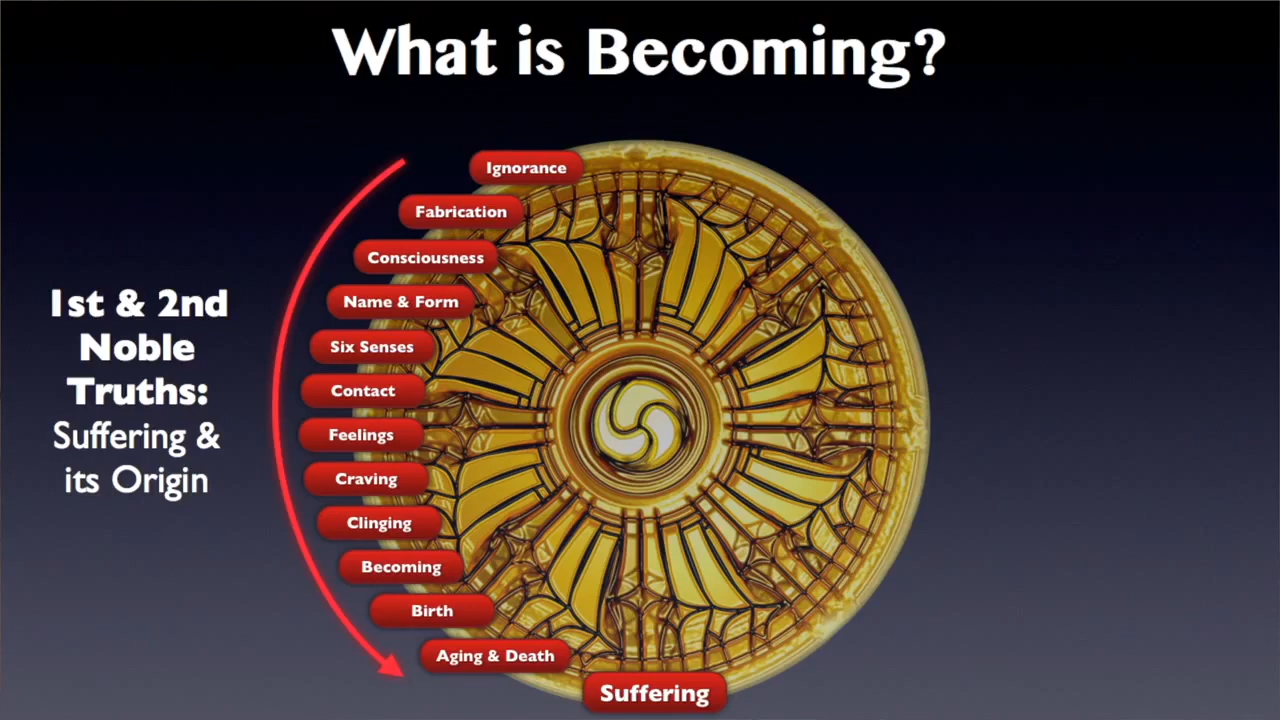 What is Becoming?
Ignorance
Fabrication
Consciousness
Name & Form
Six Senses
Contact
Feelings
Craving
Clinging
Becoming
Birth
Aging & Death
Suffering
1st & 2nd
Noble
Truths:
Suffering &
its Origin